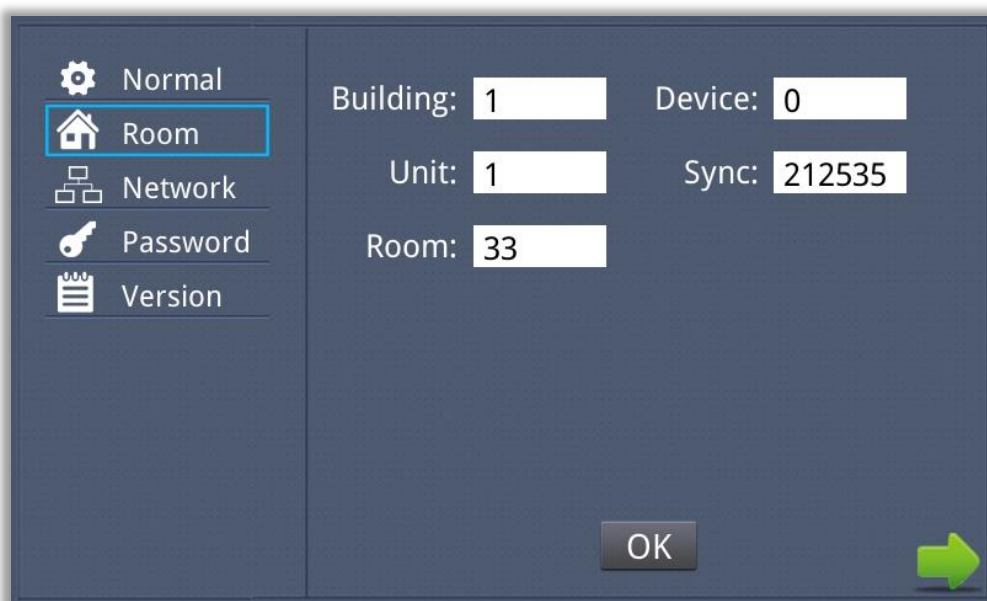 Normal
Room
Network
Password
Version
Building: 1
Device: 0
Unit: 1
Sync: 212535
Room: 33
OK